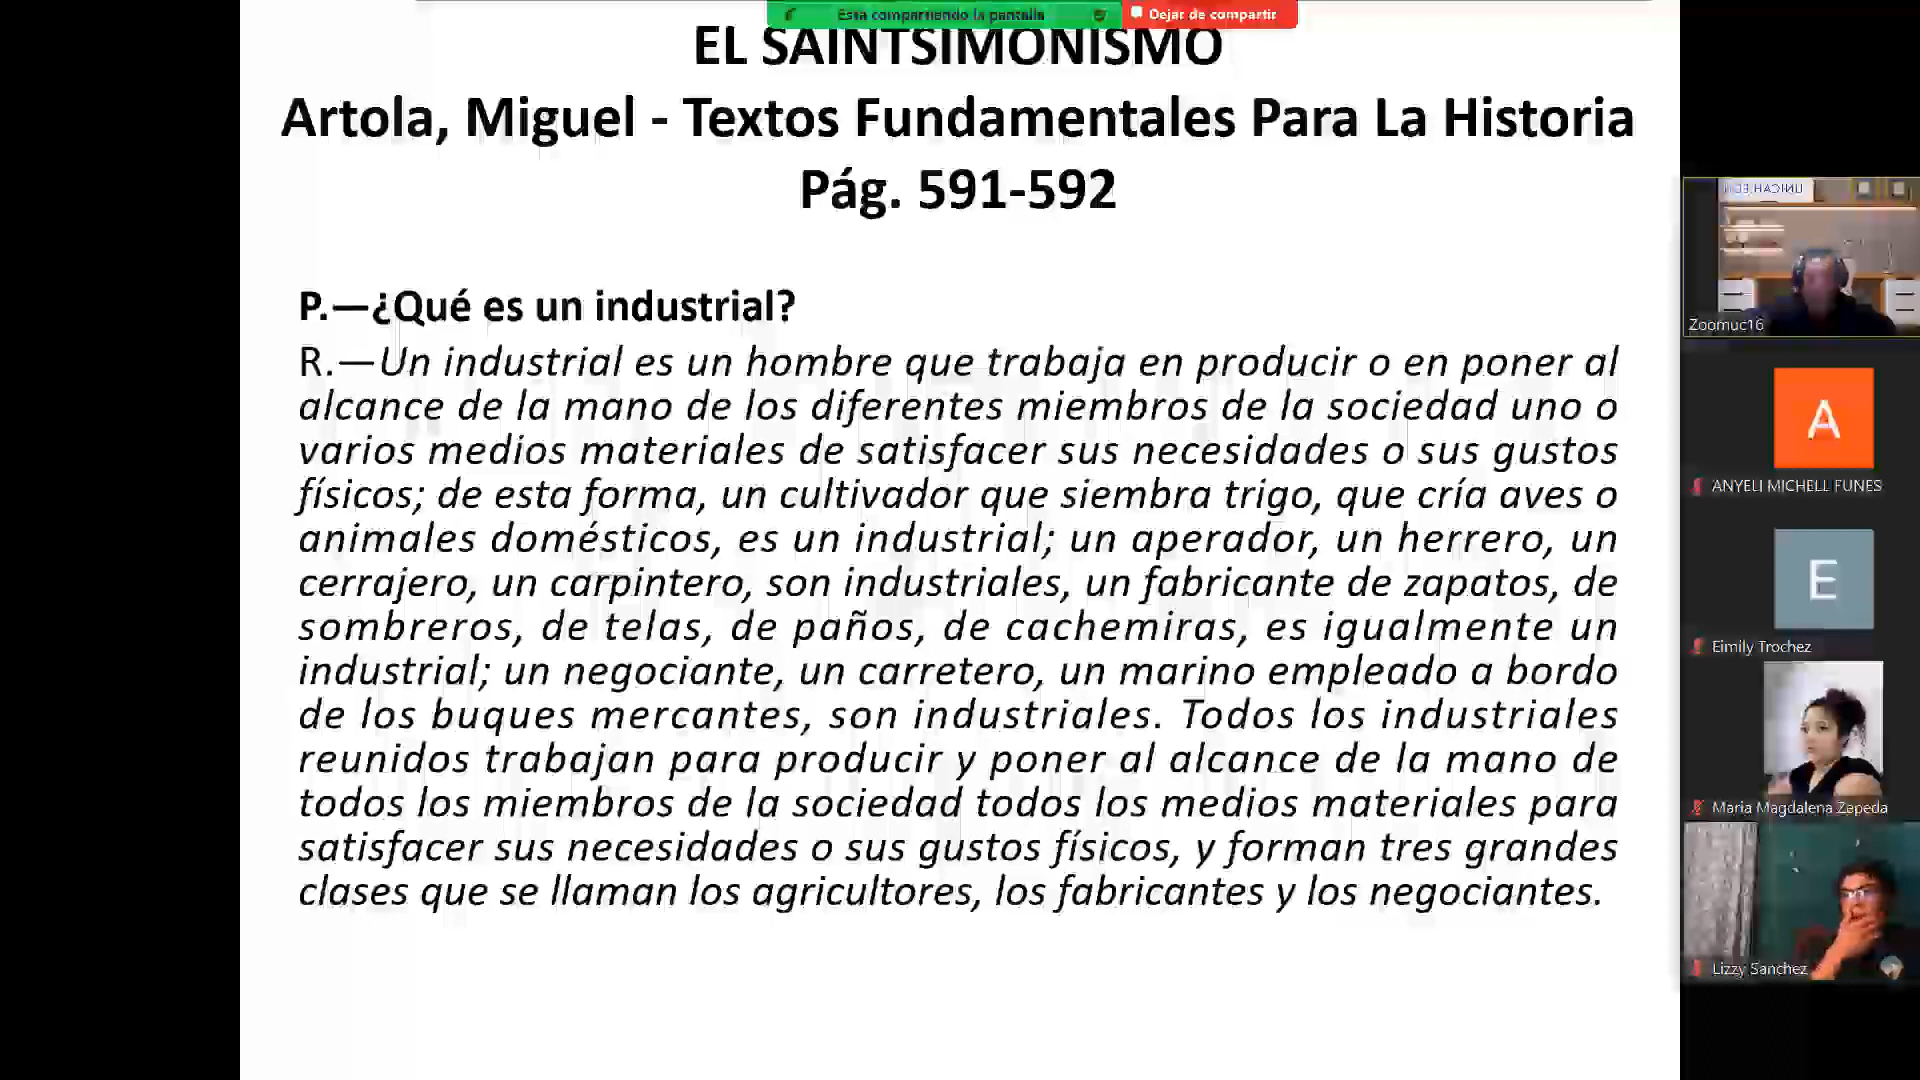 Está compartiendo la pantalla
Dejar de compartir
EL SAINTSIMONISMO
Artola, Miguel - Textos Fundamentales Para La Historia
Pág. 591-592
P.—¿Qué es un industrial?
R.—Un industrial es un hombre que trabaja en producir o en poner al
alcance de la mano de los diferentes miembros de la sociedad uno o
varios medios materiales de satisfacer sus necesidades o sus gustos
físicos; de esta forma, un cultivador que siembra trigo, que cría aves o
animales domésticos, es un industrial; un aperador, un herrero, un
cerrajero, un carpintero, son industriales, un fabricante de zapatos, de
sombreros, de telas, de paños, de cachemiras, es igualmente un
industrial; un negociante, un carretero, un marino empleado a bordo
de los buques mercantes, son industriales. Todos los industriales
reunidos trabajan para producir y poner al alcance de la mano de
todos los miembros de la sociedad todos los medios materiales para
satisfacer sus necesidades o sus gustos físicos, y forman tres grandes
clases que se llaman los agricultores, los fabricantes y los negociantes.
Zoomuc16
A
ANYELI MICHELL FUNES
E
Eimily Trochez
Maria Magdalena Zepeda
Lizzy Sanchez